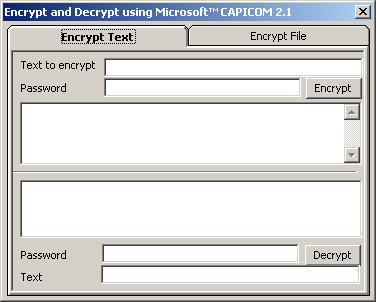 Encrypt and Decrypt using Microsoft™ CAPICOM 2.1
Encrypt Text Encrypt File
Text to encrypt
Password Encrypt
Password Decrypt
Text